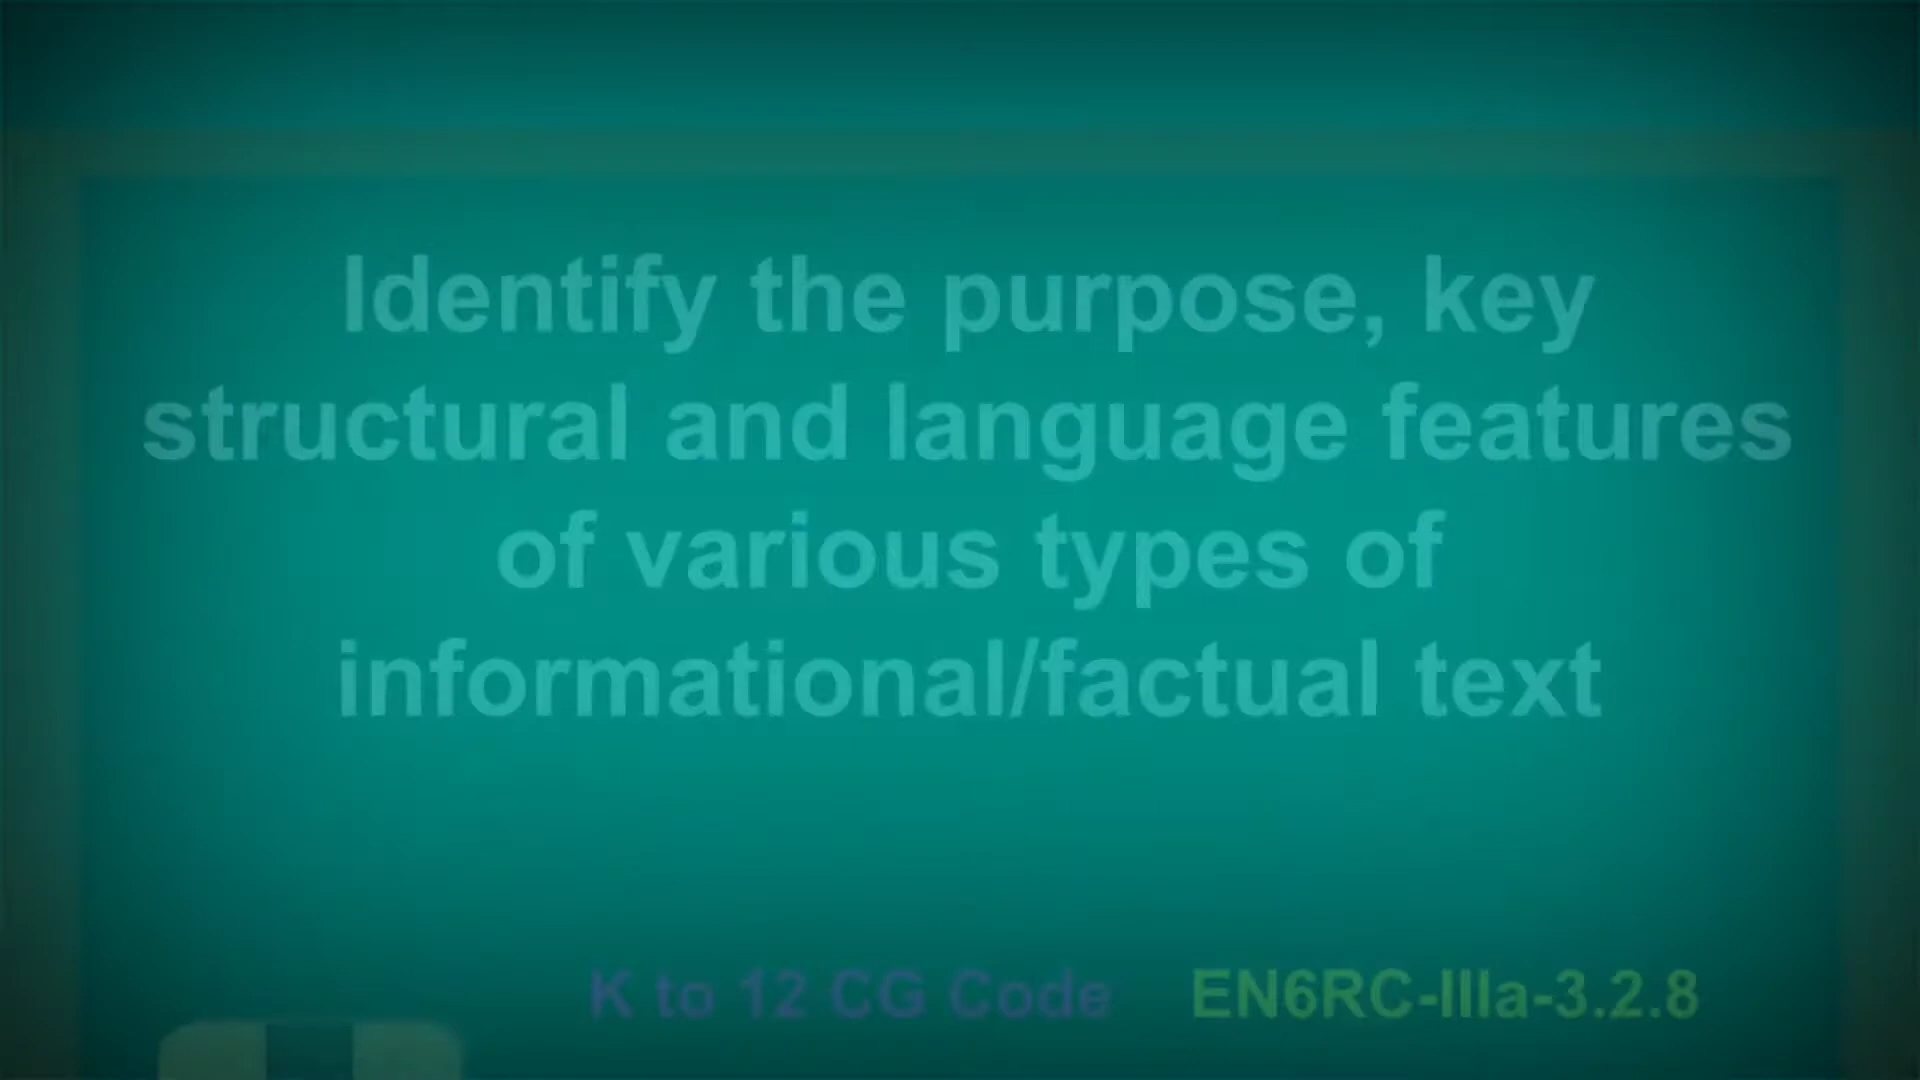 Identify the purpose, key
structural and language features
of various types of
informational/factual text
K to 12 CG Code EN6RC-IIIa-3.2.8